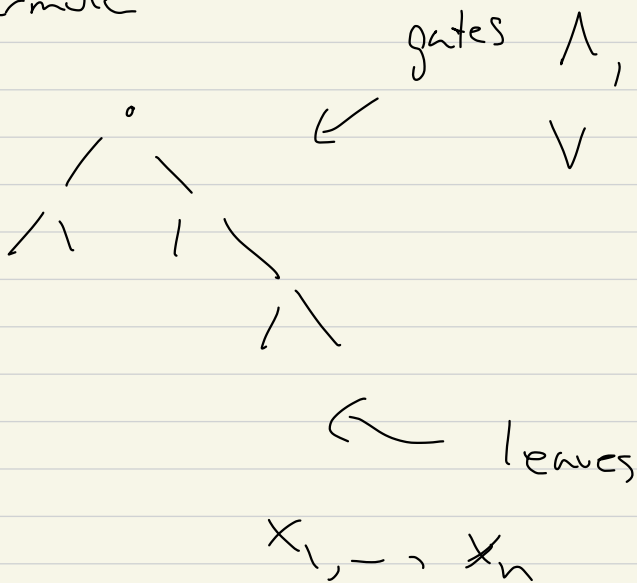 gates ∧,
∨
leaves
x₁, — , xₙ